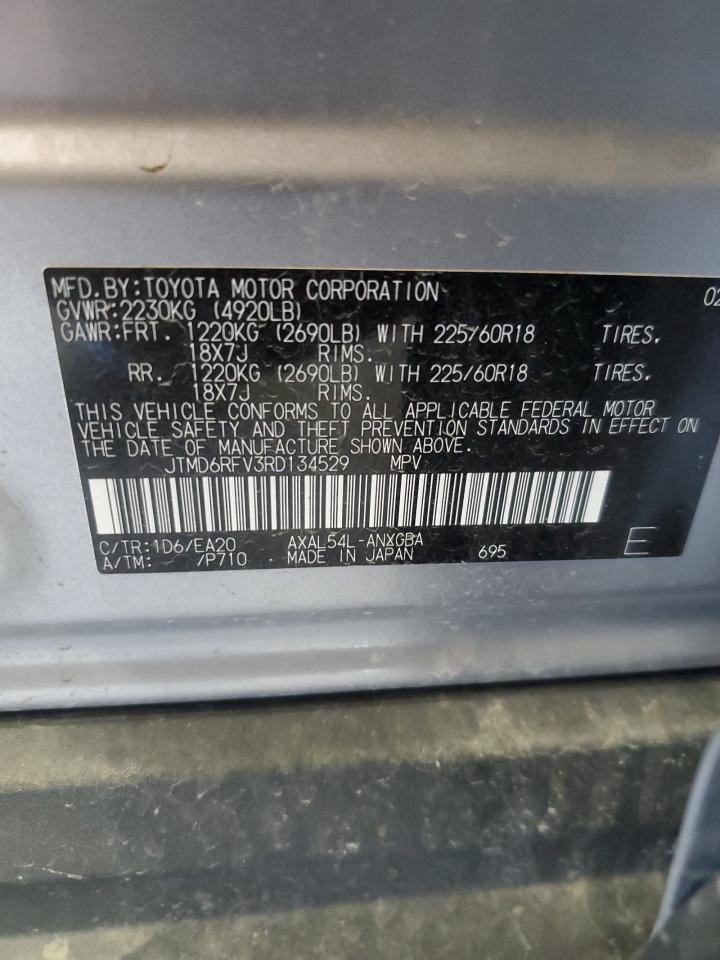 MFD.BY:TOYOTA MOTOR CORPORATION 02
GVWR:2230KG (4920LB)
GAWR:FRT. 1220KG (2690LB) WITH 225/60R18 TIRES,
18X7J RIMS.
RR. 1220KG (2690LB) WITH 225/60R18 TIRES,
18X7J RIMS.
THIS VEHICLE CONFORMS TO ALL APPLICABLE FEDERAL MOTOR
VEHICLE SAFETY AND THEFT PREVENTION STANDARDS IN EFFECT ON
THE DATE OF MANUFACTURE SHOWN ABOVE.
JTMD6RFV3RD134529 MPV
C/TR:1D6/EA20 AXAL54L-ANXGBA
A/TM: /P710 MADE IN JAPAN 695 E